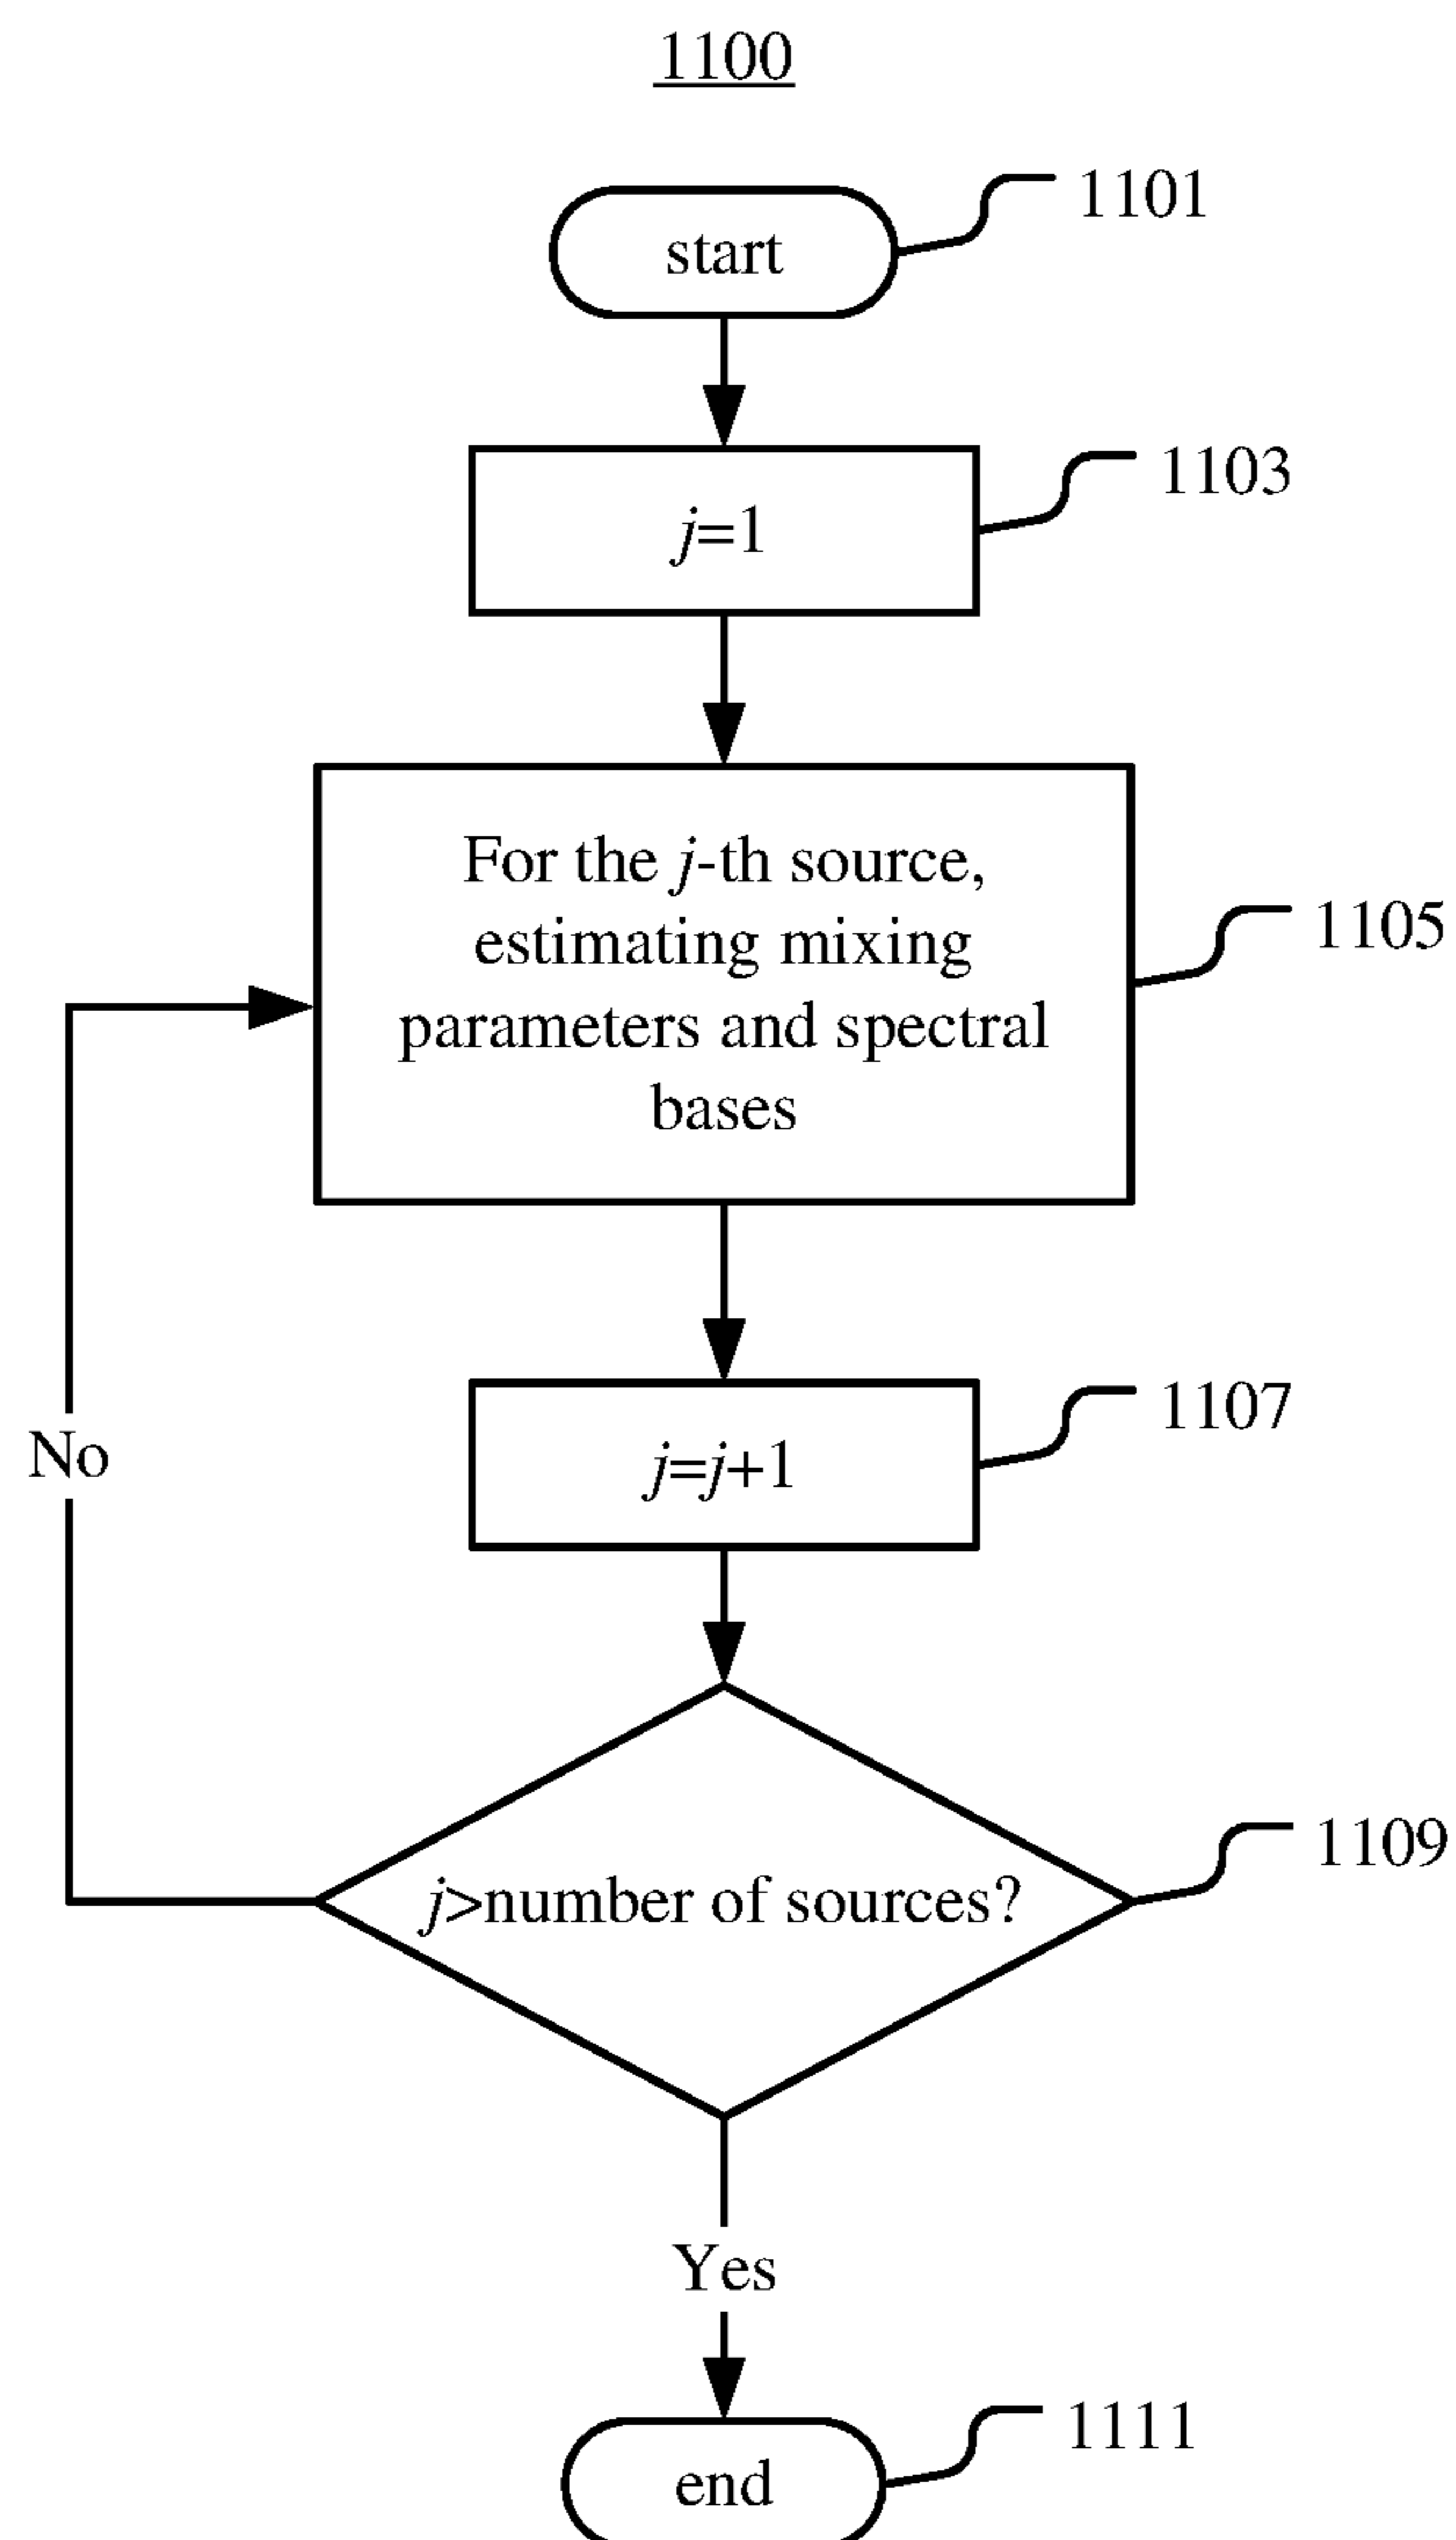 1100
start
1101
j=1
1103
For the j-th source,
estimating mixing
parameters and spectral
bases
1105
j=j+1
1107
No
j>number of sources?
1109
Yes
end
1111